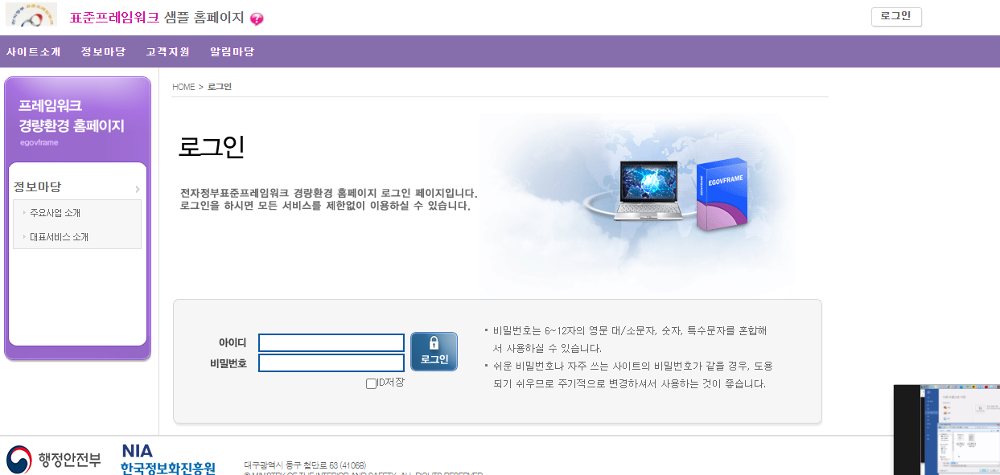 표준프레임워크 샘플 홈페이지 ?
로그인
사이트소개 정보마당 고객지원 알림마당
프레임워크
경량환경 홈페이지
egovframe
정보마당
주요사업 소개
대표서비스 소개
HOME > 로그인
로그인
전자정부표준프레임워크 경량환경 홈페이지 로그인 페이지입니다.
로그인을 하시면 모든 서비스를 제한없이 이용하실 수 있습니다.
EGOVFRAME
아이디
비밀번호
로그인
ID저장
• 비밀번호는 6~12자의 영문 대/소문자, 숫자, 특수문자를 혼합해
서 사용하실 수 있습니다.
• 쉬운 비밀번호나 자주 쓰는 사이트의 비밀번호가 같을 경우, 도용
되기 쉬우므로 주기적으로 변경하셔서 사용하는 것이 좋습니다.
행정안전부
NIA
한국정보화진흥원
대구광역시 동구 첨단로 53 (41068)
© MINISTRY OF THE INTERIOR AND SAFETY. ALL RIGHTS RESERVED.